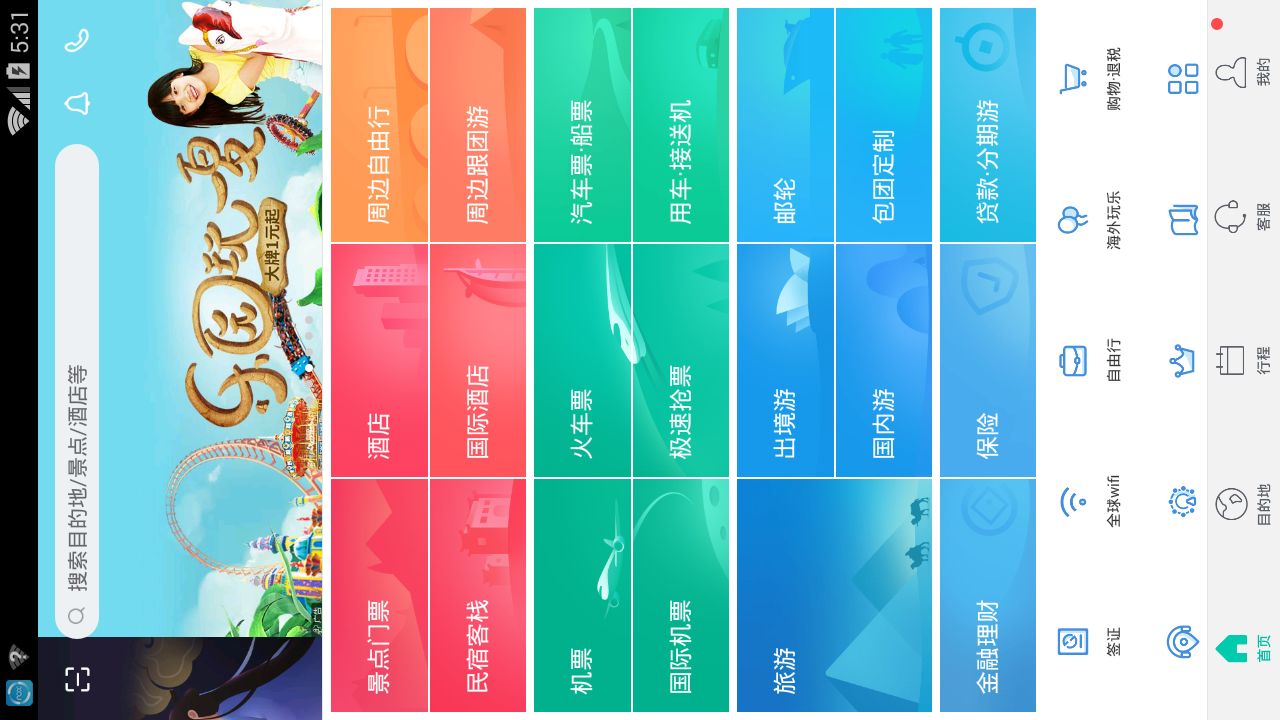 5:31
搜索目的地/景点/酒店等
夏
玩
大牌1元起
广告
景点门票
酒店
周边自由行
民宿客栈
国际酒店
周边跟团游
机票
火车票
汽车票·船票
国际机票
极速抢票
用车·接送机
旅游
出境游
邮轮
国内游
包团定制
金融理财
保险
贷款·分期游
签证
全球wifi
自由行
海外玩乐
购物·退税
首页
目的地
行程
客服
我的